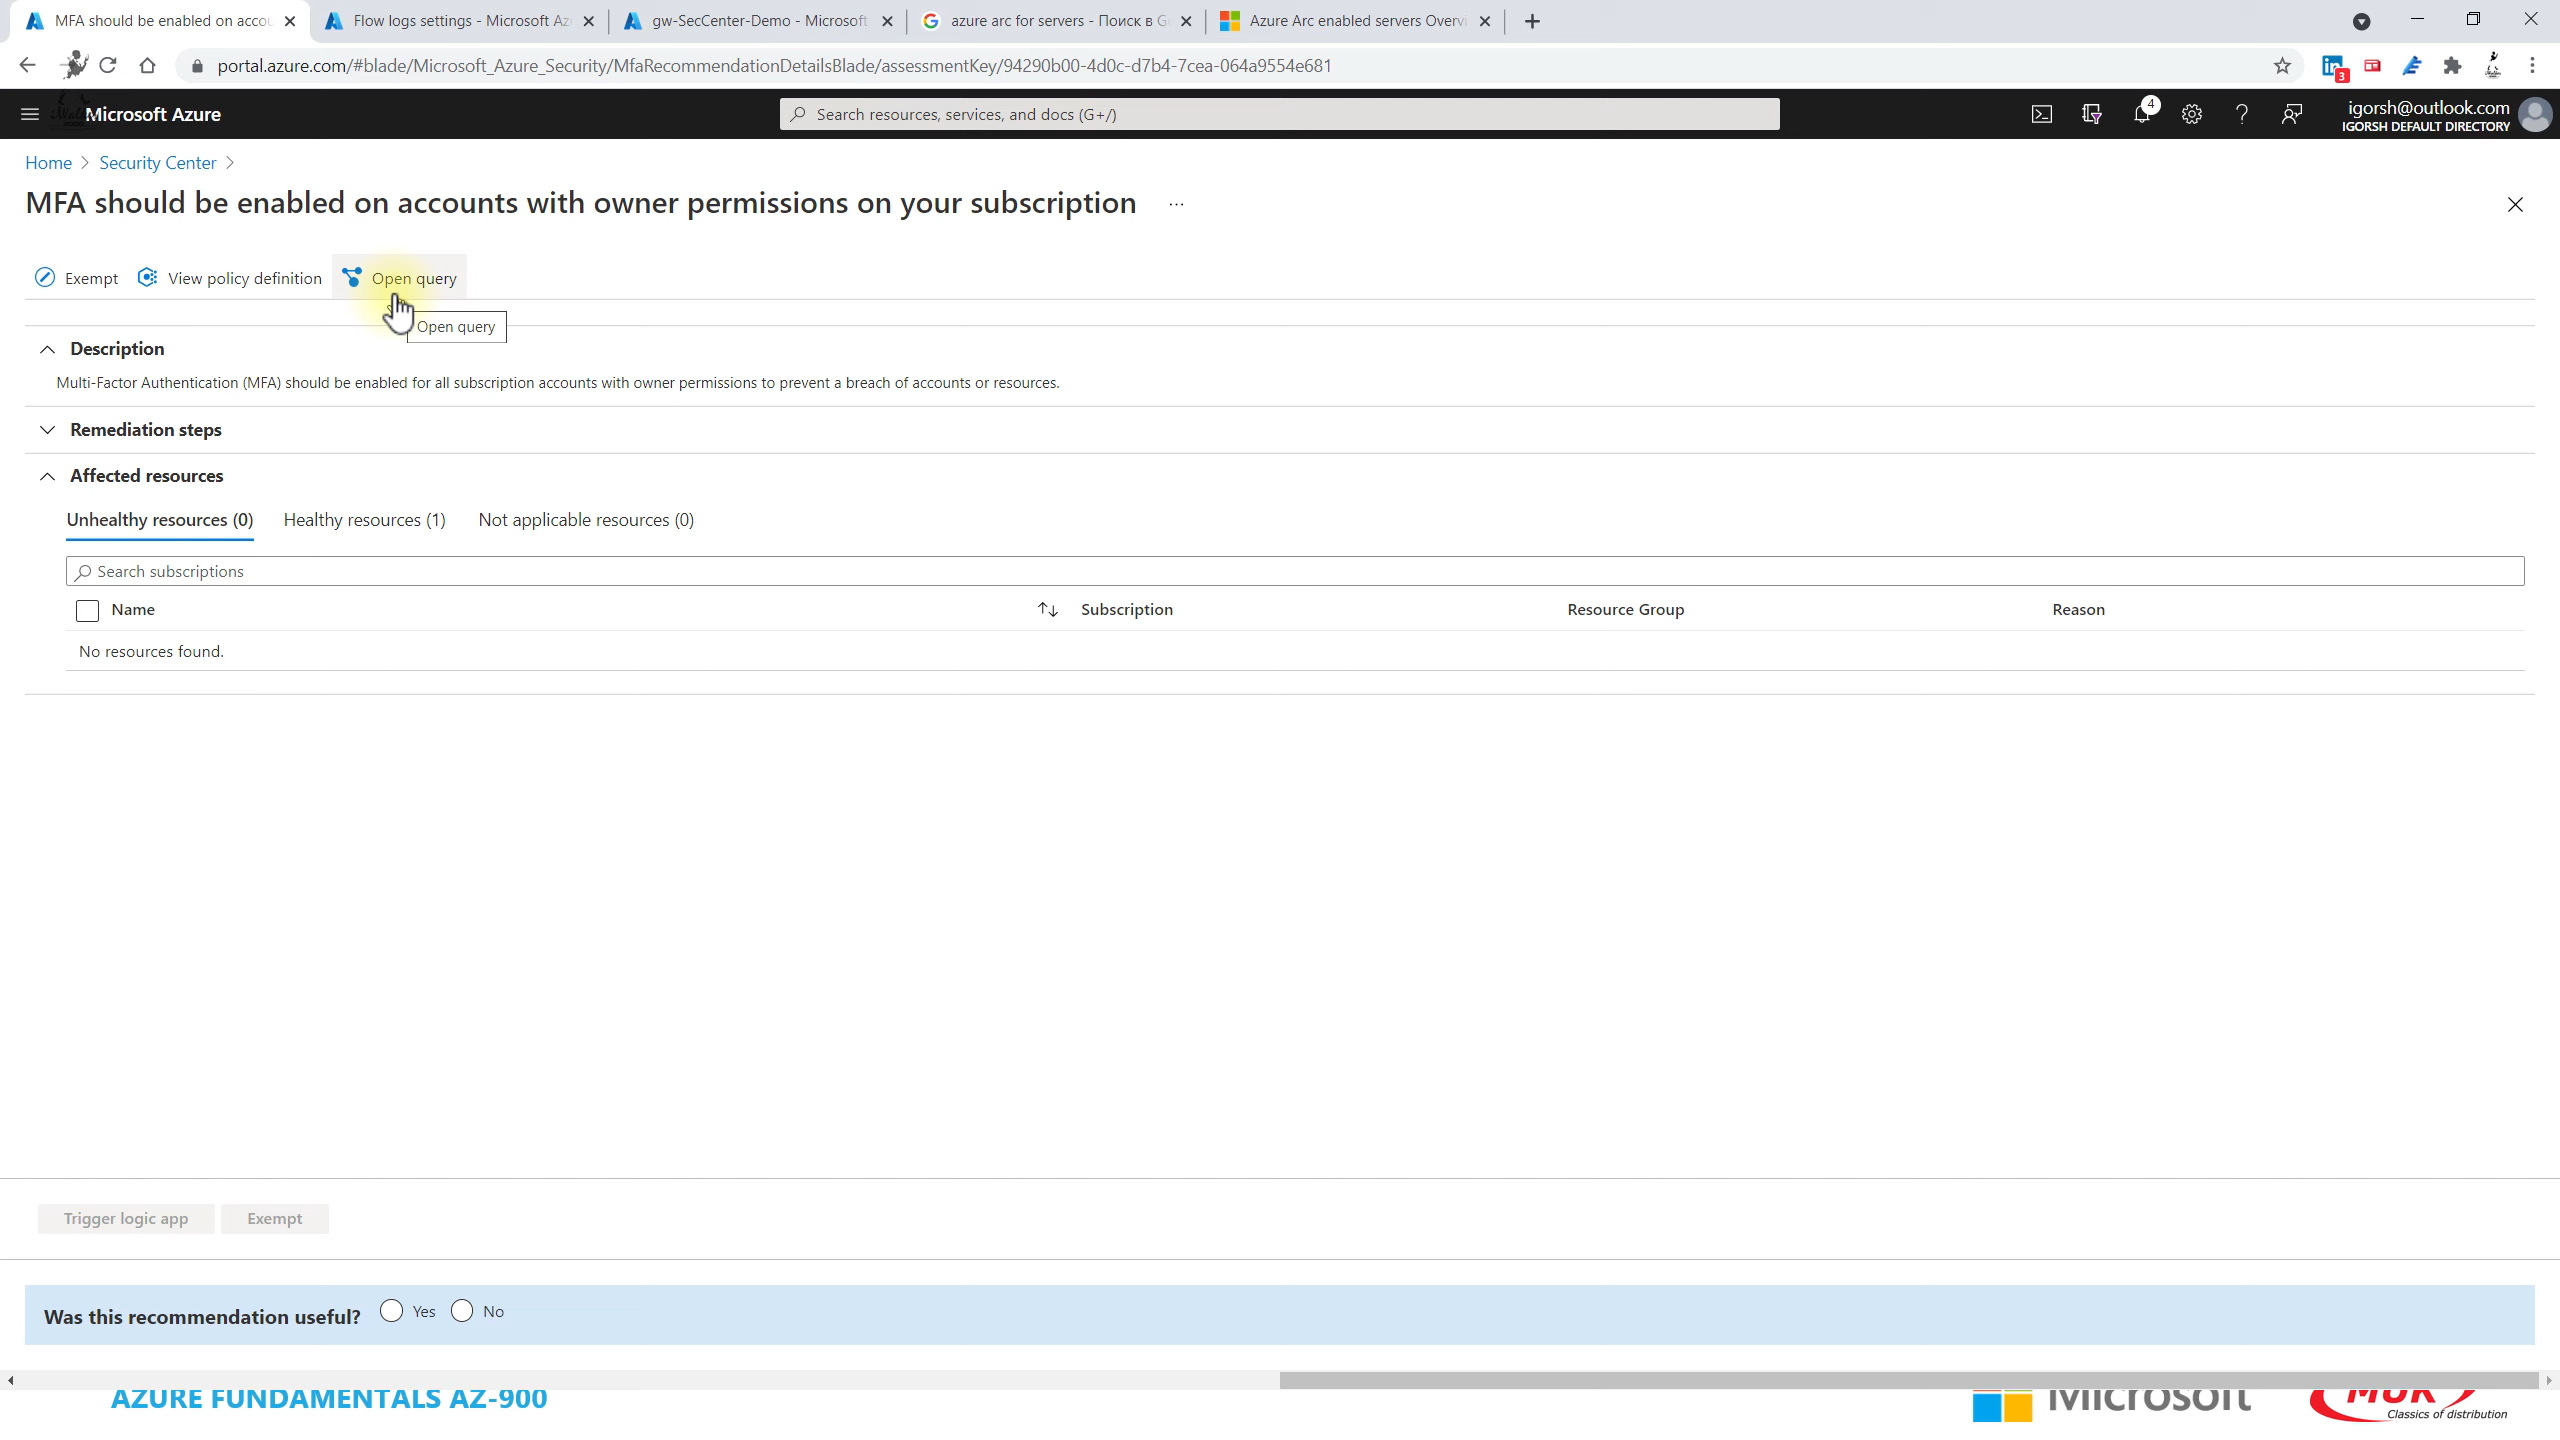 MFA should be enabled on accou
Flow logs settings - Microsoft Az
gw-SecCenter-Demo - Microsoft
azure arc for servers - Поиск в G
Azure Arc enabled servers Overvi
portal.azure.com/#blade/Microsoft_Azure_Security/MfaRecommendationDetailsBlade/assessmentKey/94290b00-4d0c-d7b4-7cea-064a9554e681
3
Microsoft Azure
Search resources, services, and docs (G+/)
4
igorsh@outlook.com
IGORSH DEFAULT DIRECTORY
Home > Security Center >
MFA should be enabled on accounts with owner permissions on your subscription ...
Exempt
View policy definition
Open query
Open query
Description
Multi-Factor Authentication (MFA) should be enabled for all subscription accounts with owner permissions to prevent a breach of accounts or resources.
Remediation steps
Affected resources
Unhealthy resources (0)
Healthy resources (1)
Not applicable resources (0)
Search subscriptions
Name
Subscription
Resource Group
Reason
No resources found.
Trigger logic app
Exempt
Was this recommendation useful?
Yes
No
AZURE FUNDAMENTALS AZ-900
Microsoft
MUK
Classics of distribution